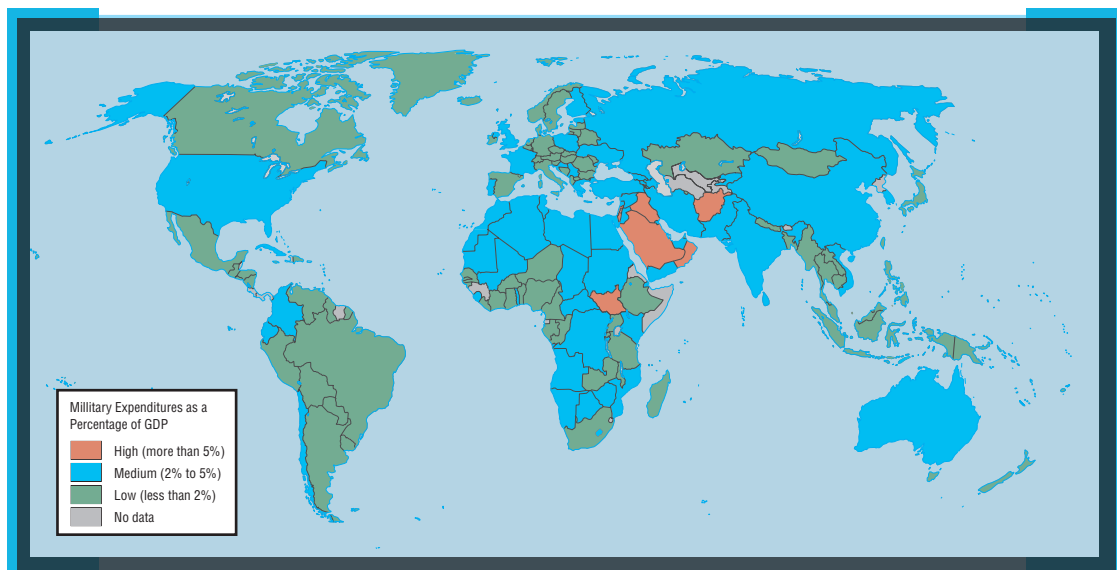 Millitary Expenditures as a
Percentage of GDP
High (more than 5%)
Medium (2% to 5%)
Low (less than 2%)
No data